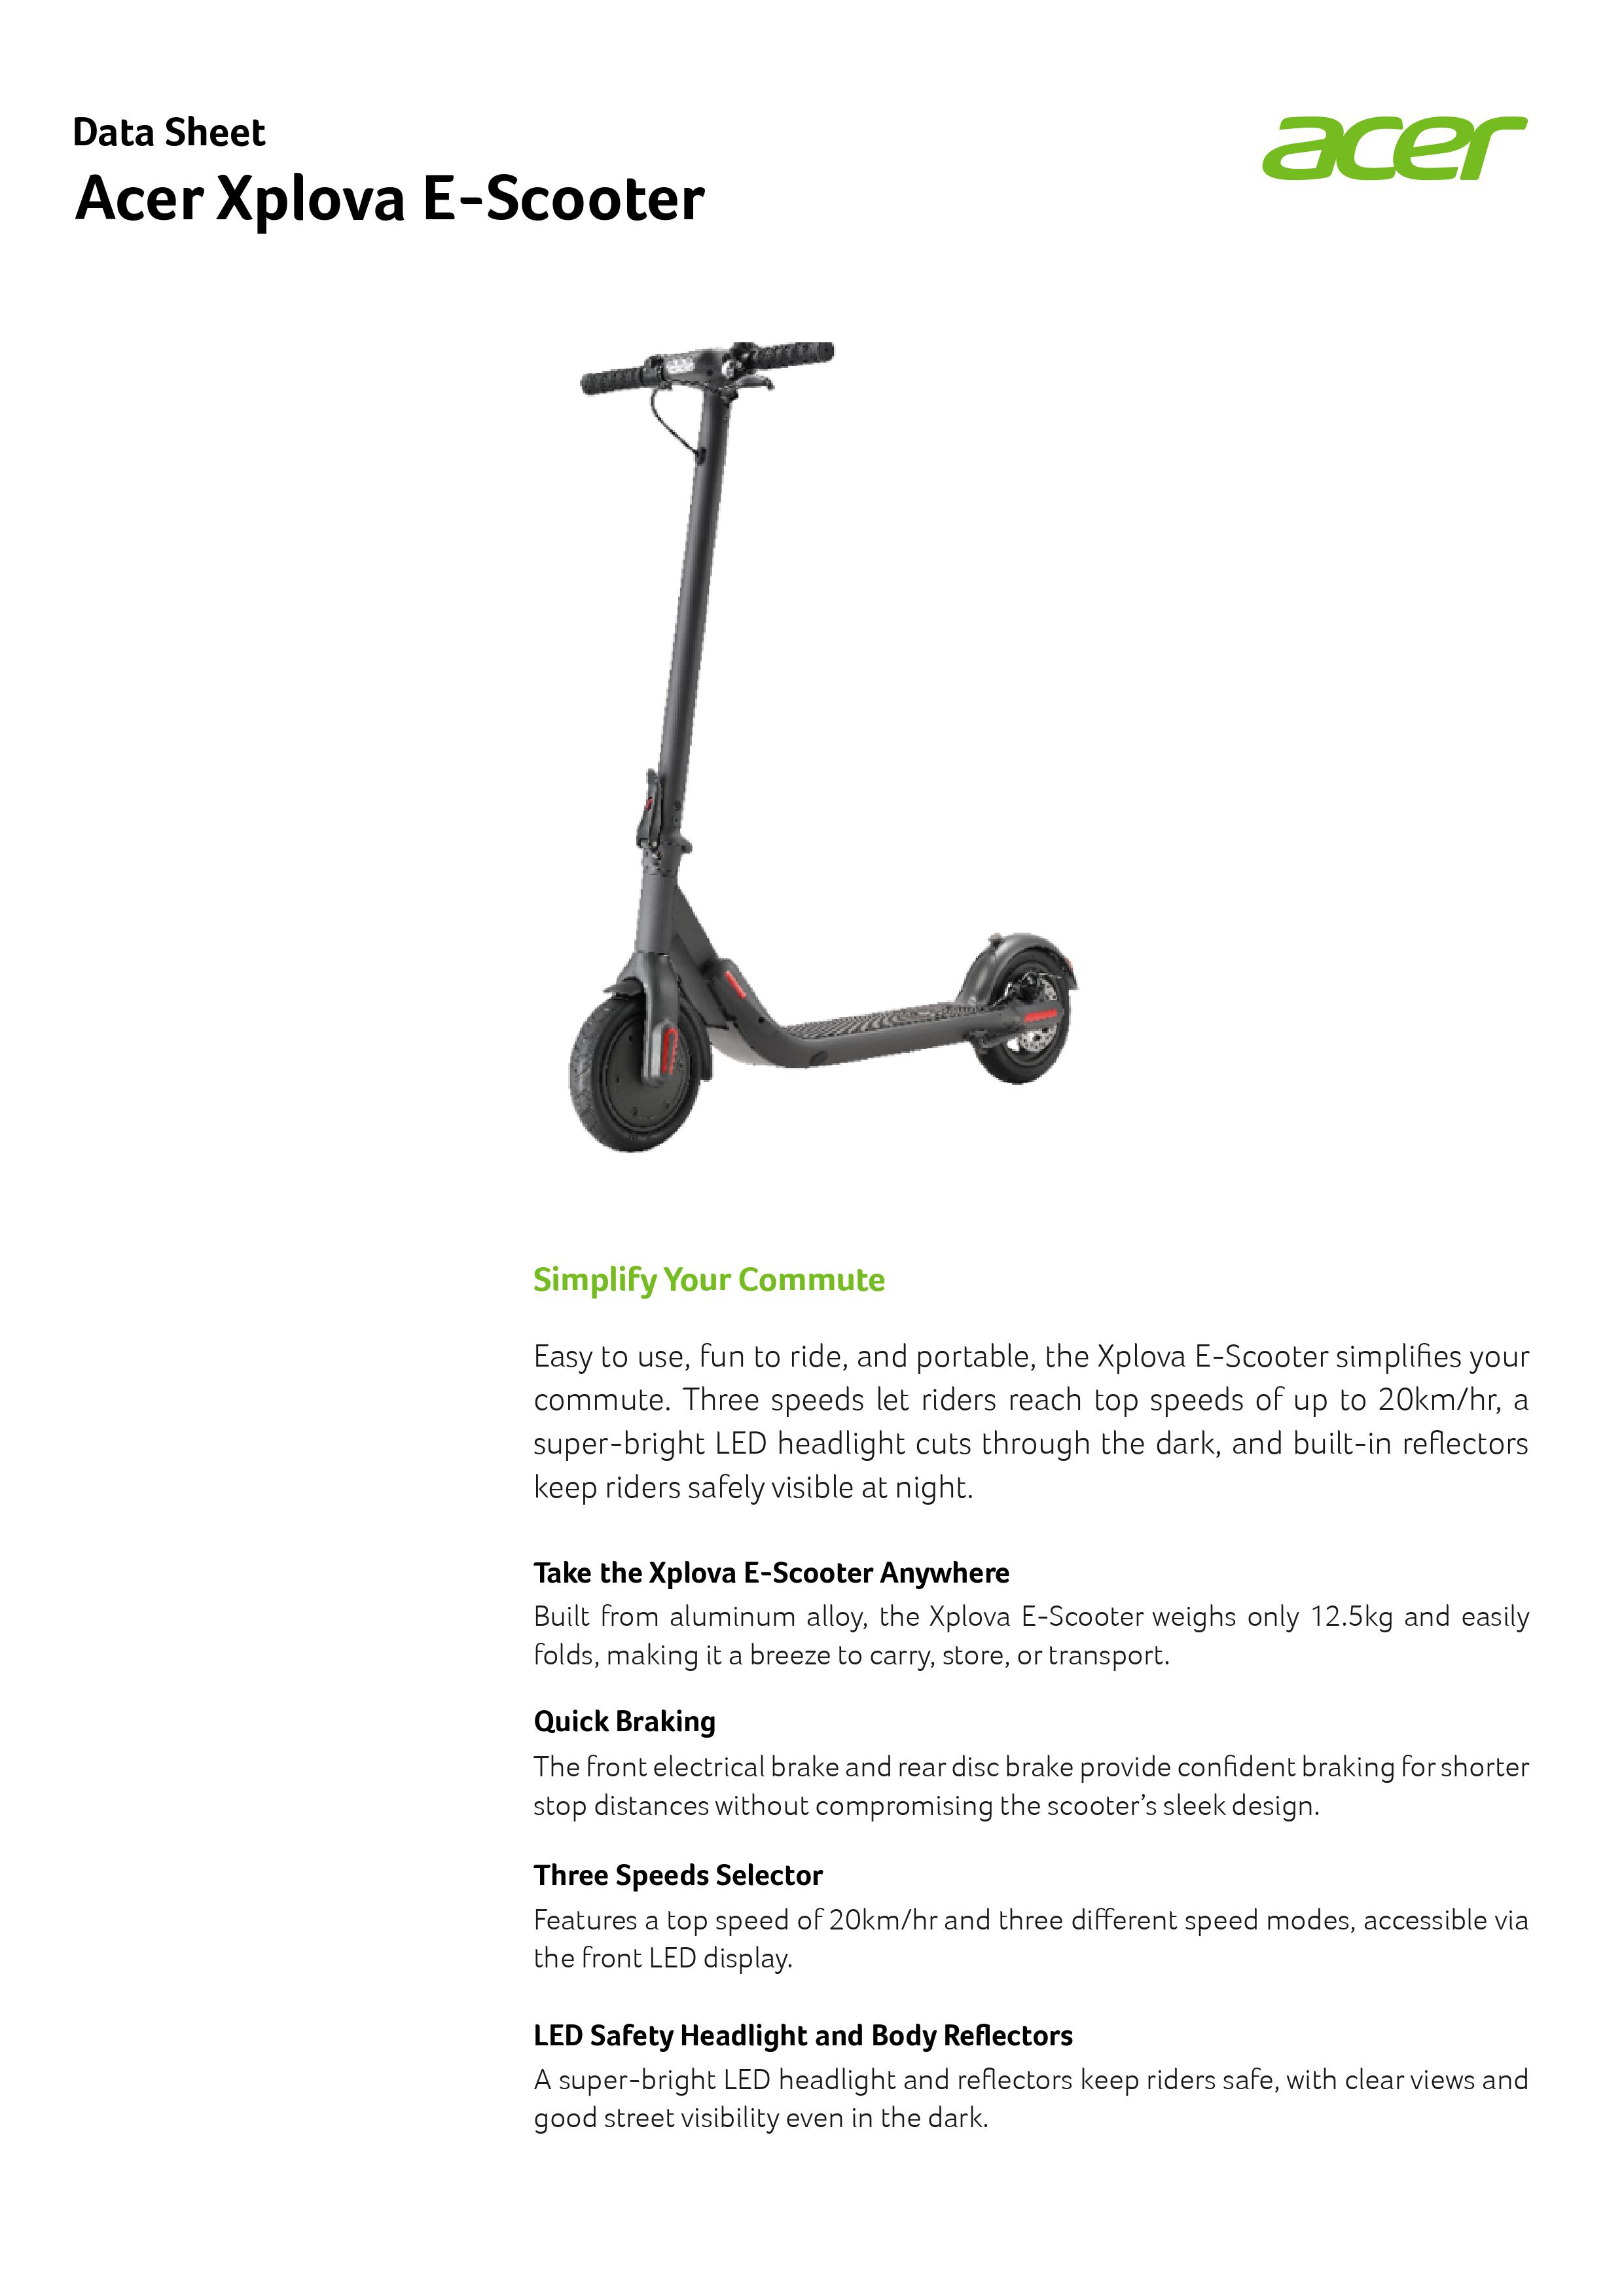 Data Sheet
acer
Acer Xplova E-Scooter
Simplify Your Commute
Easy to use, fun to ride, and portable, the Xplova E-Scooter simplifies your
commute. Three speeds let riders reach top speeds of up to 20km/hr, a
super-bright LED headlight cuts through the dark, and built-in reflectors
keep riders safely visible at night.
Take the Xplova E-Scooter Anywhere
Built from aluminum alloy, the Xplova E-Scooter weighs only 12.5kg and easily
folds, making it a breeze to carry, store, or transport.
Quick Braking
The front electrical brake and rear disc brake provide confident braking for shorter
stop distances without compromising the scooter’s sleek design.
Three Speeds Selector
Features a top speed of 20km/hr and three different speed modes, accessible via
the front LED display.
LED Safety Headlight and Body Reflectors
A super-bright LED headlight and reflectors keep riders safe, with clear views and
good street visibility even in the dark.